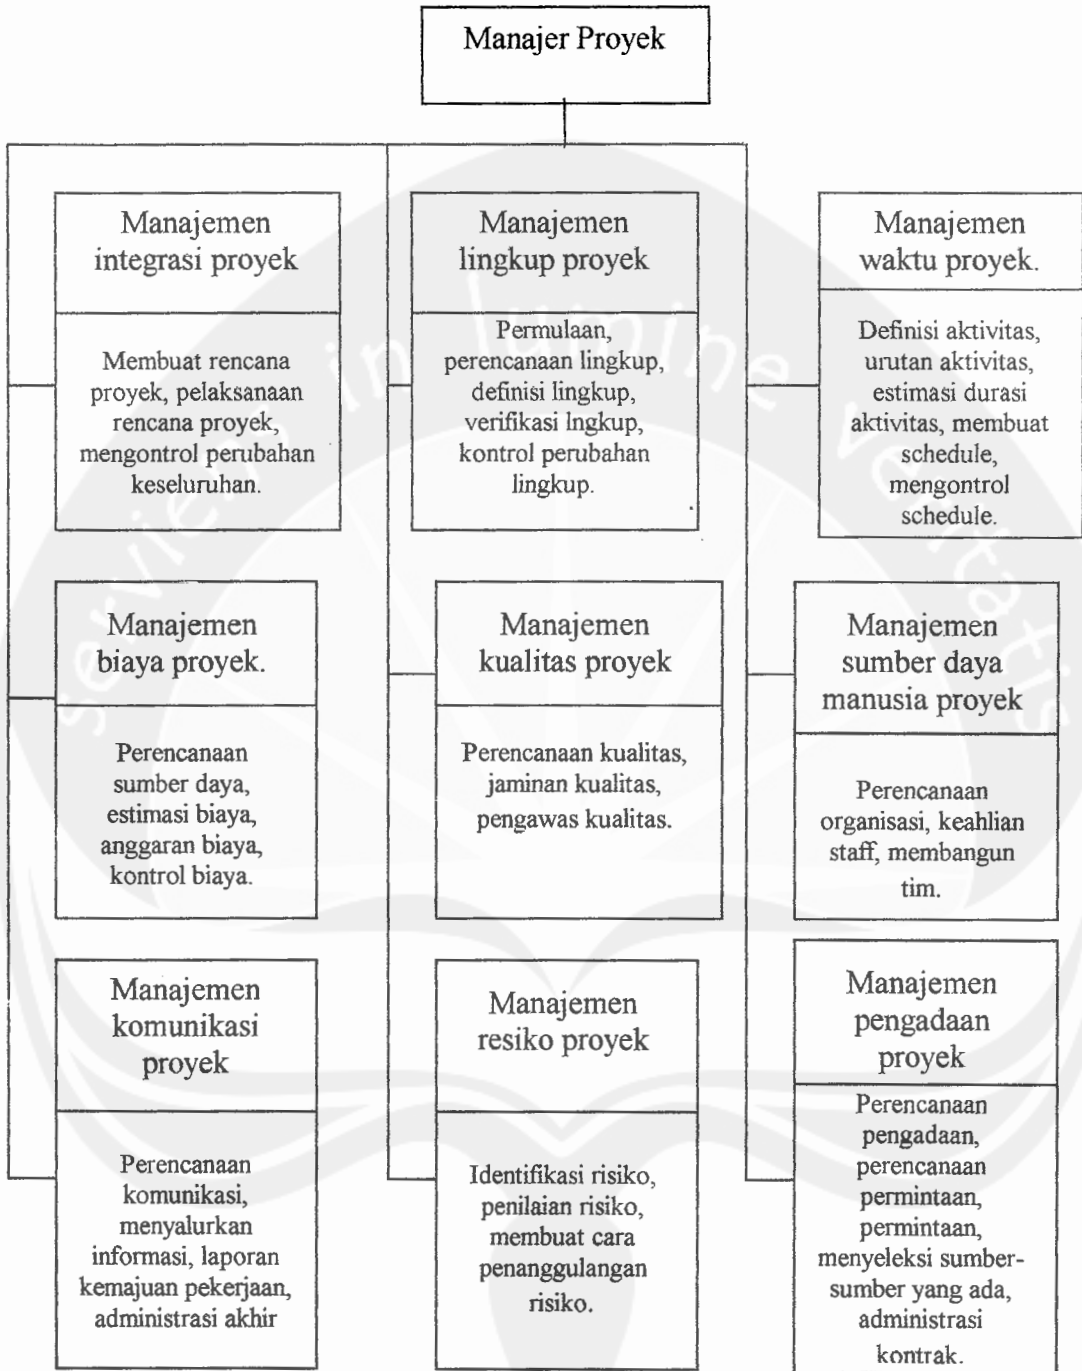 Manajer Proyek
Manajemen
integrasi proyek
Membuat rencana
proyek, pelaksanaan
rencana proyek,
mengontrol perubahan
keseluruhan.
Manajemen
lingkup proyek
Permulaan,
perencanaan lingkup,
definisi lingkup,
verifikasi lngkup,
kontrol perubahan
lingkup.
Manajemen
waktu proyek.
Definisi aktivitas,
urutan aktivitas,
estimasi durasi
aktivitas, membuat
schedule,
mengontrol
schedule.
Manajemen
biaya proyek.
Perencanaan
sumber daya,
estimasi biaya,
anggaran biaya,
kontrol biaya.
Manajemen
kualitas proyek
Perencanaan kualitas,
jaminan kualitas,
pengawas kualitas.
Manajemen
sumber daya
manusia proyek
Perencanaan
organisasi, keahlian
staff, membangun
tim.
Manajemen
komunikasi
proyek
Perencanaan
komunikasi,
menyalurkan
informasi, laporan
kemajuan pekerjaan,
administrasi akhir
Manajemen
resiko proyek
Identifikasi risiko,
penilaian risiko,
membuat cara
penanggulangan
risiko.
Manajemen
pengadaan
proyek
Perencanaan
pengadaan,
perencanaan
permintaan,
permintaan,
menyeleksi sumber-
sumber yang ada,
administrasi
kontrak.
serviens in lumine veritatis